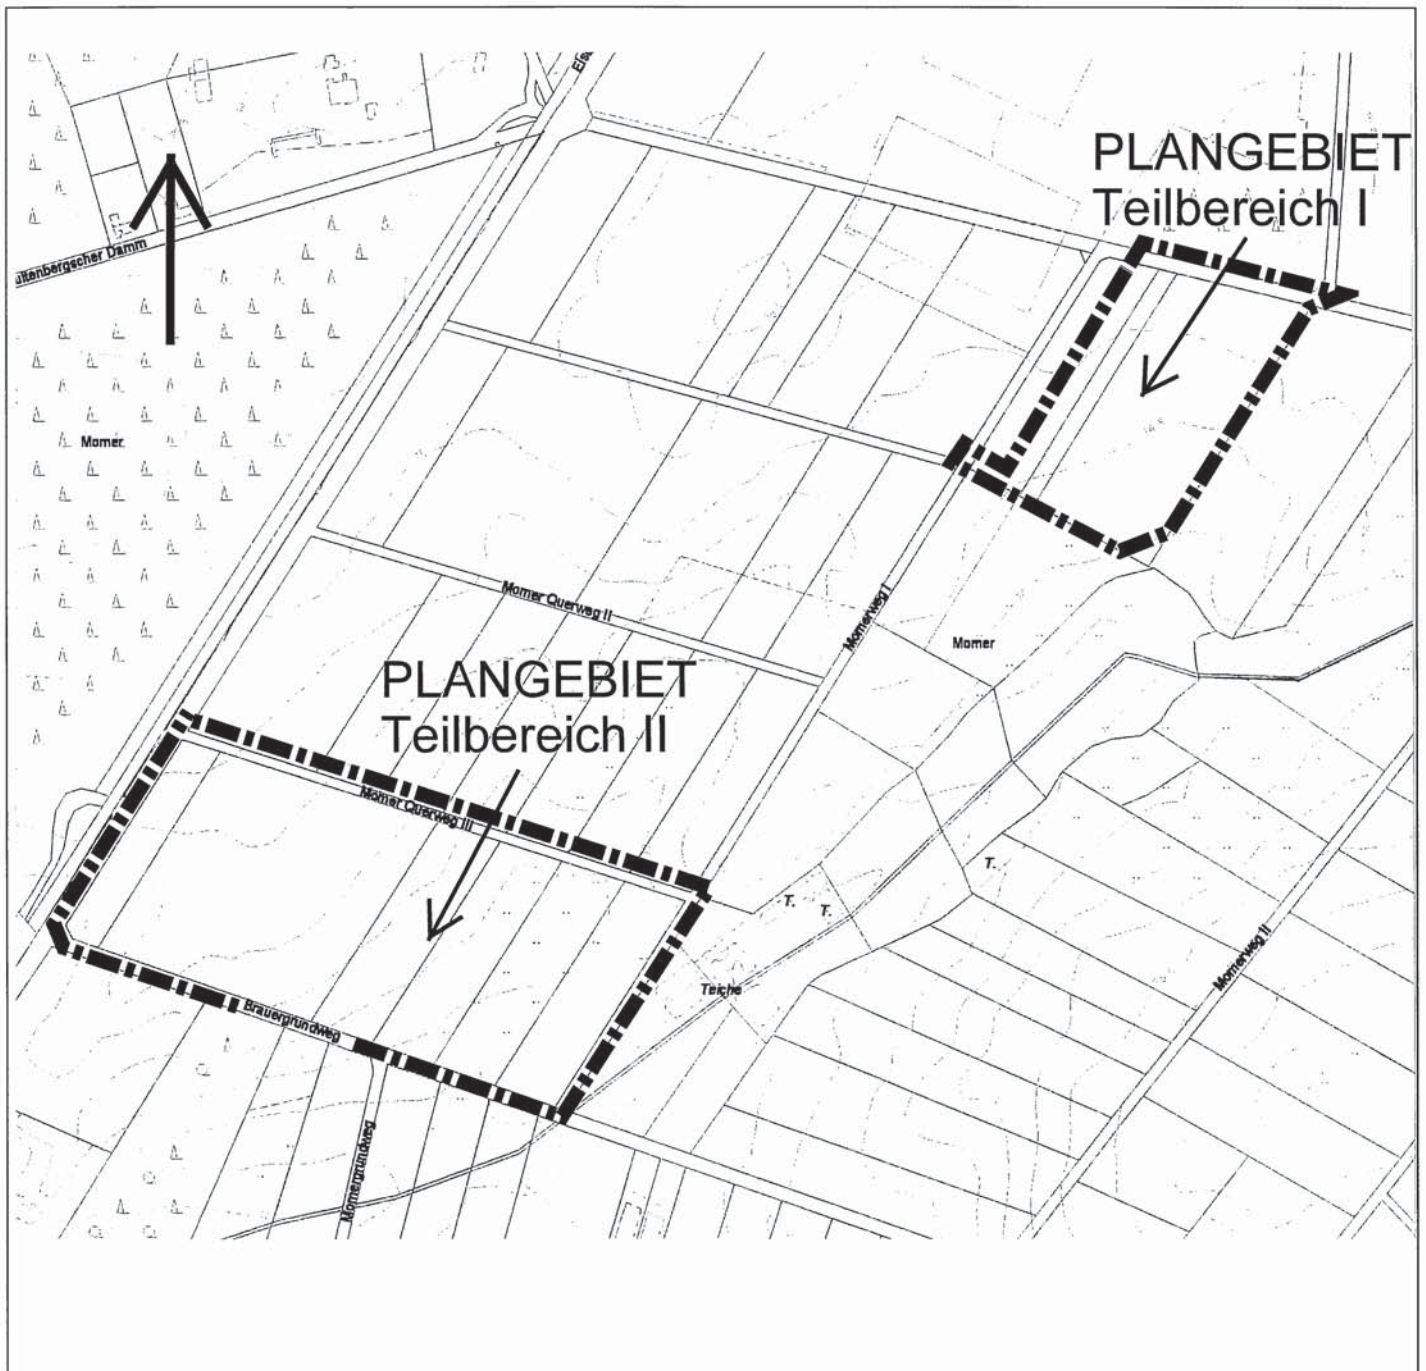 PLANGEBIET
Teilbereich I
Momer
Momer Querweg II
Momerweg I
Momer
PLANGEBIET
Teilbereich II
Momer Querweg III
T.
T.
T.
Momerweg II
Teiche
Brauergrundweg
Momergrundweg